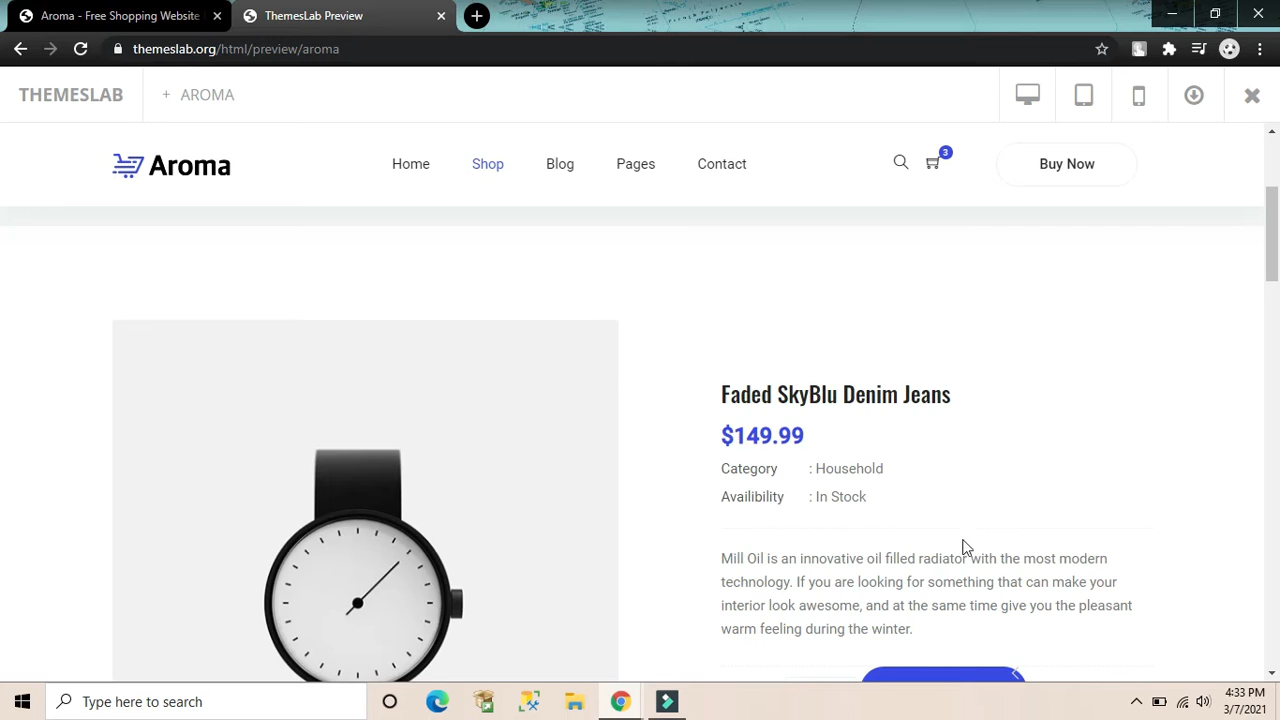 Aroma - Free Shopping Website
ThemesLab Preview
themeslab.org/html/preview/aroma
THEMESLAB
+ AROMA
Aroma
Home
Shop
Blog
Pages
Contact
3
Buy Now
Faded SkyBlu Denim Jeans
$149.99
Category : Household
Availibility : In Stock
Mill Oil is an innovative oil filled radiator with the most modern
technology. If you are looking for something that can make your
interior look awesome, and at the same time give you the pleasant
warm feeling during the winter.
Type here to search
4:33 PM
3/7/2021